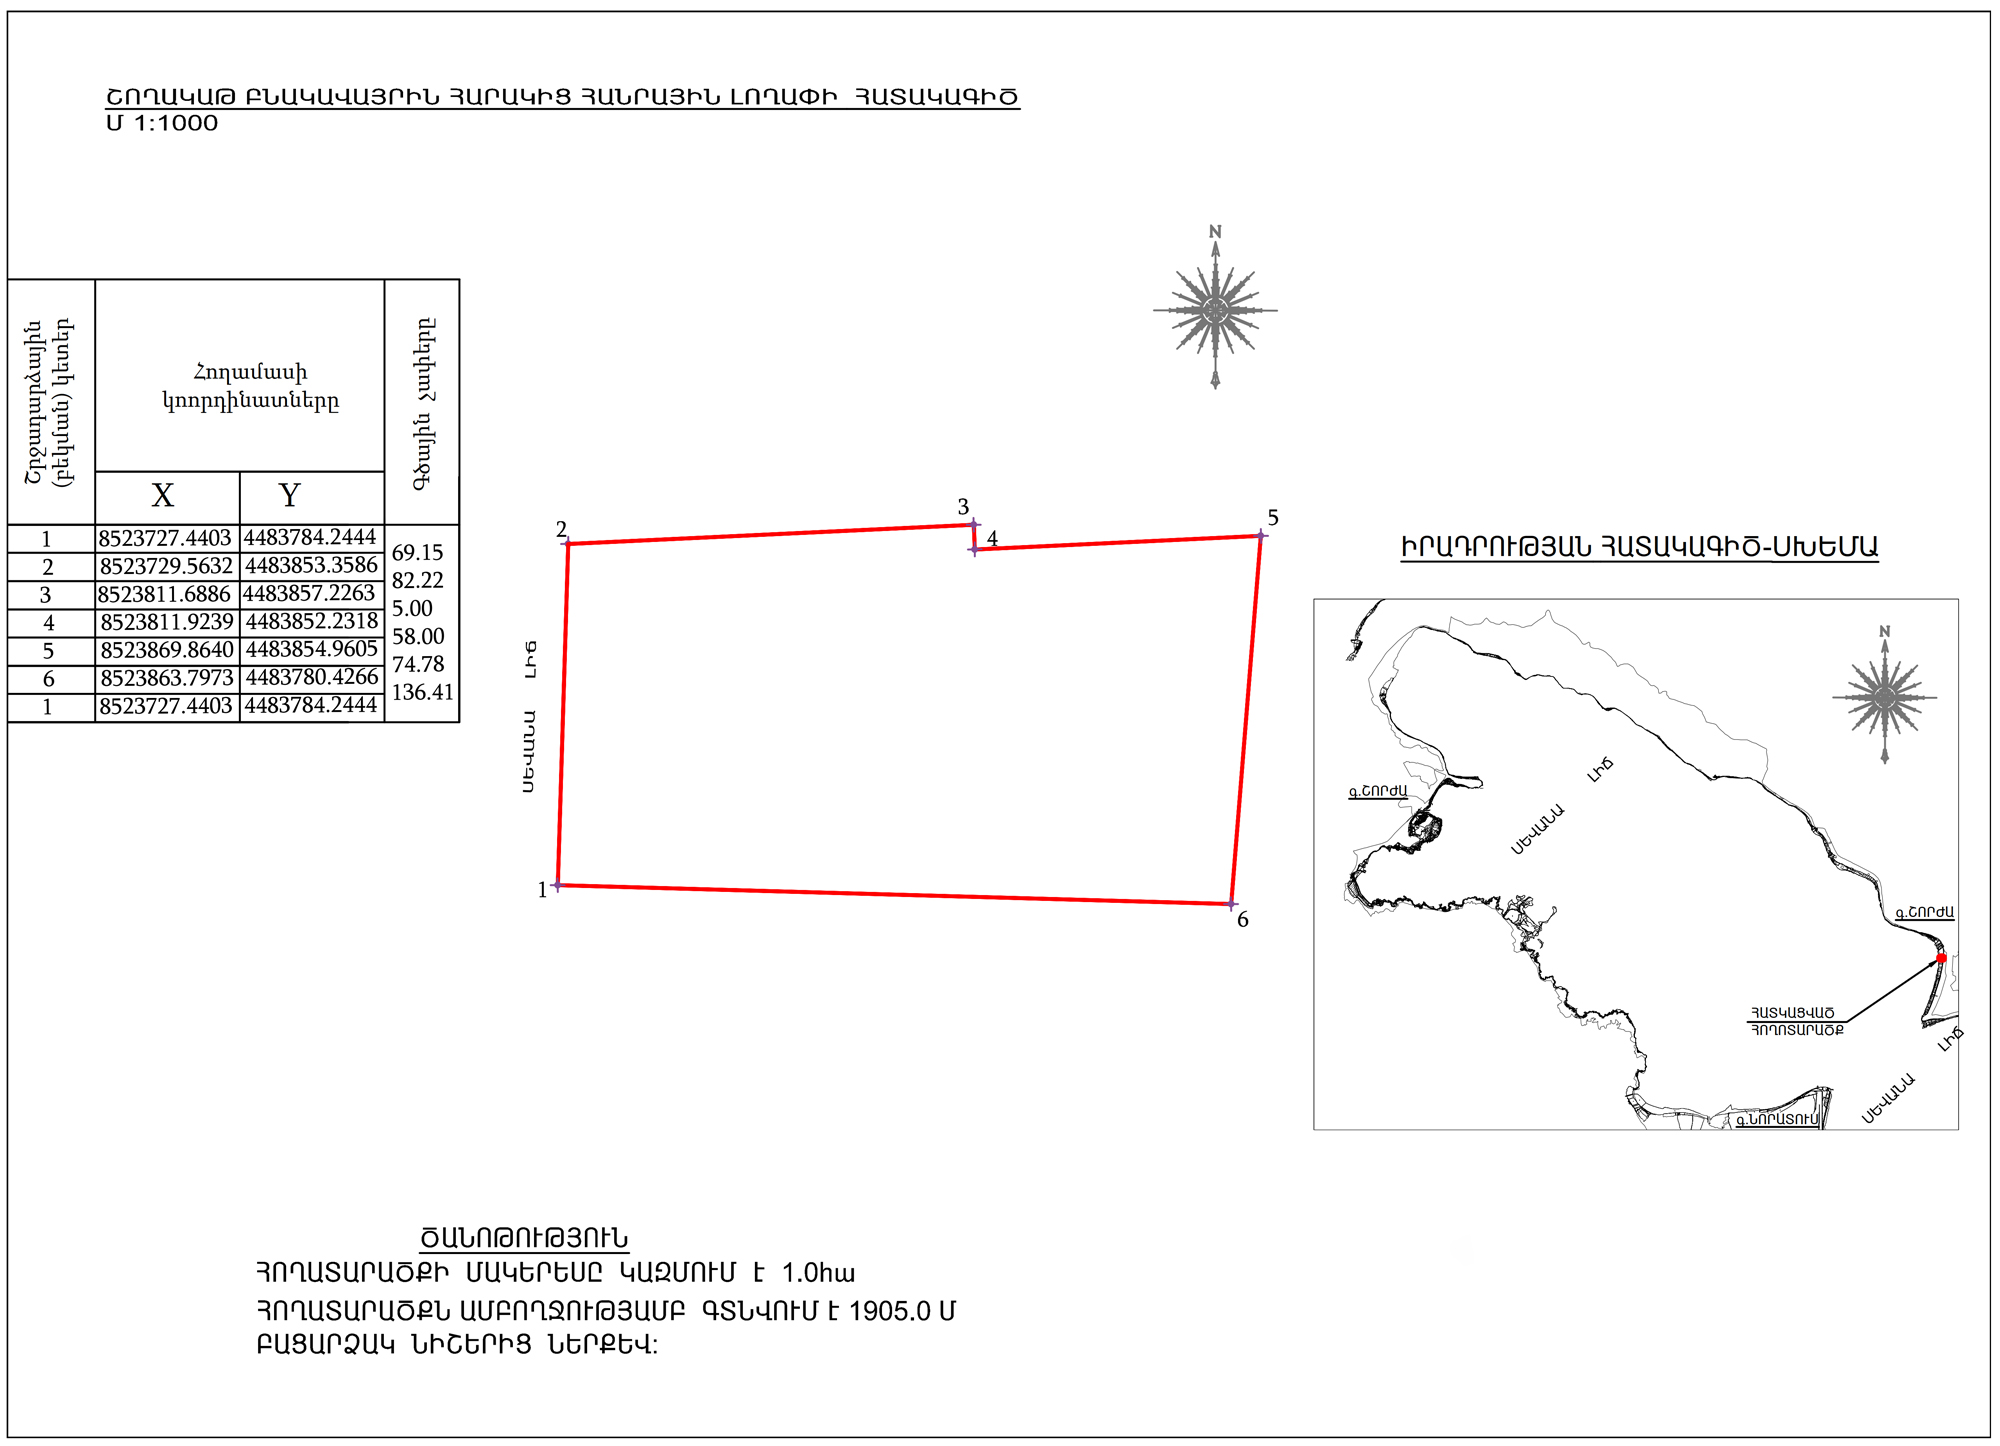 ՇՈՂԱԿԱԹ ԲՆԱԿԱՎԱՅՐԻՆ ՀԱՐԱԿԻՑ ՀԱՆՐԱՅԻՆ ԼՈՂԱՓԻ ՀԱՏԱԿԱԳԻԾ
Մ 1:1000
Շրջադարձային
(բեկման) կետեր
Հողամասի
կոորդինատները
Գծային չափերը
X Y
1 8523727.4403 4483784.2444
69.15
2 8523729.5632 4483853.3586
82.22
3 8523811.6886 4483857.2263
5.00
4 8523811.9239 4483852.2318
58.00
5 8523869.8640 4483854.9605
74.78
6 8523863.7973 4483780.4266
136.41
1 8523727.4403 4483784.2444
N
2
3
4
5
1
6
ՍԵՎԱՆԱ ԼԻՃ
ԻՐԱԴՐՈՒԹՅԱՆ ՀԱՏԱԿԱԳԻԾ-ՍԽԵՄԱ
N
գ.ՇՈՐԺԱ
ՍԵՎԱՆԱ ԼԻՃ
գ.ՇՈՐԺԱ
ՀԱՏԿԱՑՎԱԾ
ՀՈՂՈՏԱՐԱԾՔ
ՍԵՎԱՆԱ ԼԻՃ
գ.ՆՈՐԱՏՈՒՍ
ԾԱՆՈԹՈՒԹՅՈՒՆ
ՀՈՂԱՏԱՐԱԾՔԻ ՄԱԿԵՐԵՍԸ ԿԱԶՄՈՒՄ է 1.0հա
ՀՈՂԱՏԱՐԱԾՔՆ ԱՄԲՈՂՋՈՒԹՅԱՄԲ ԳՏՆՎՈՒՄ է 1905.0 Մ
ԲԱՑԱՐՁԱԿ ՆԻՇԵՐԻՑ ՆԵՐՔԵՎ: